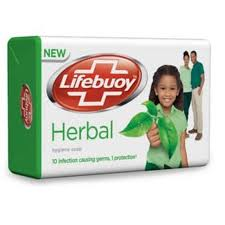 NEW
Lifebuoy
Herbal
hygiene soap
10 infection causing germs, 1 protection!